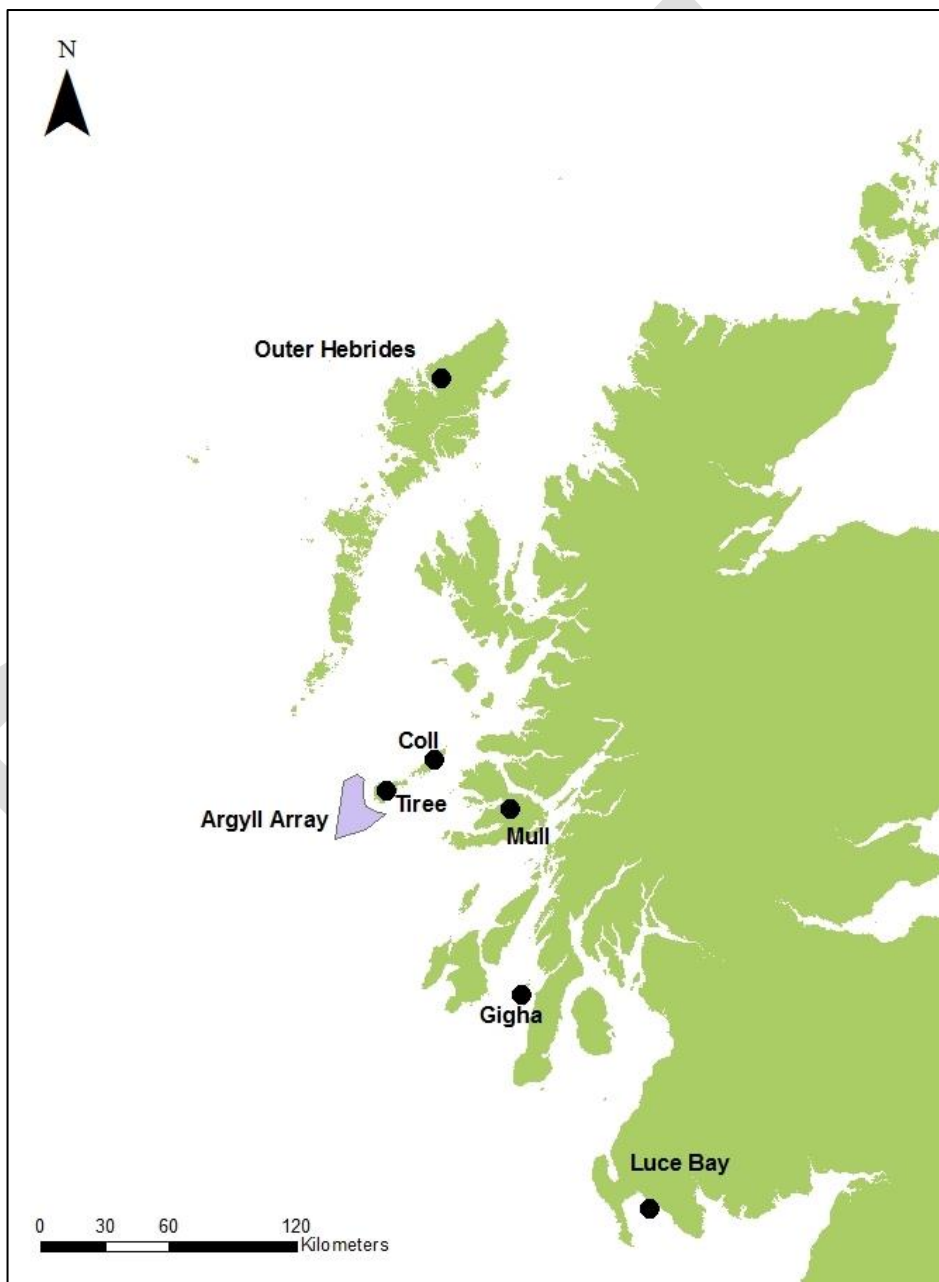 N
Outer Hebrides
Coll
Tiree
Argyll Array
Mull
Gigha
Luce Bay
0 30 60 120
Kilometers